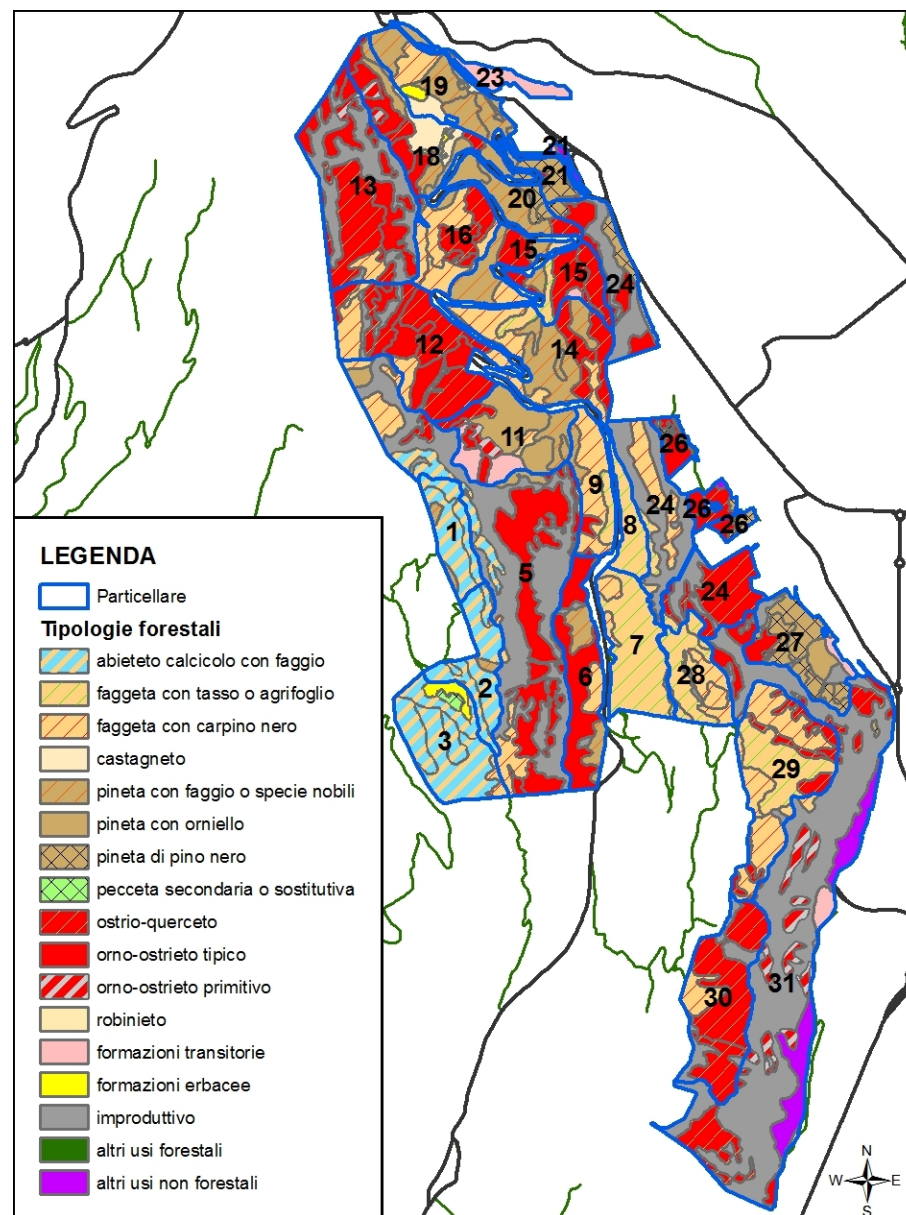 23
19
21
18
21
13
20
16
15
15
24
12
14
11
26
9
1
8
24
26
26
5
24
27
7
6
28
2
3
29
31
30
LEGENDA
Particellare
Tipologie forestali
abieteto calcicolo con faggio
faggeta con tasso o agrifoglio
faggeta con carpino nero
castagneto
pineta con faggio o specie nobili
pineta con orniello
pineta di pino nero
pecceta secondaria o sostitutiva
ostrio-querceto
orno-ostrieto tipico
orno-ostrieto primitivo
robinieto
formazioni transitorie
formazioni erbacee
improduttivo
altri usi forestali
altri usi non forestali
N
W E
S